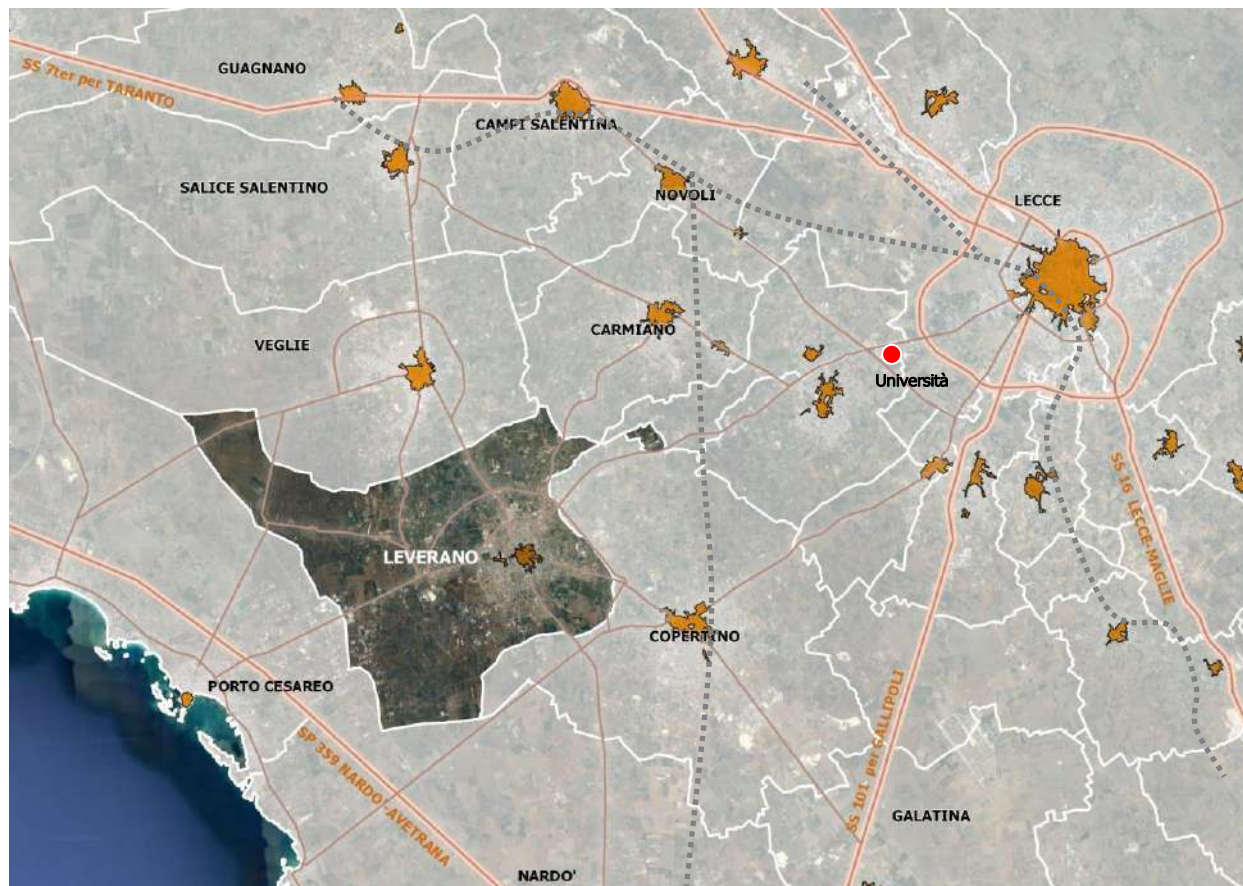 GUAGNANO
SS 7ter per TARANTO
CAMPI SALENTINA
SALICE SALENTINO
NOVOLI
LECCE
CARMIANO
VEGLIE
Università
SS 16 LECCE-MAGLIE
LEVERANO
COPERTINO
PORTO CESAREO
SP 359 NARDO'-AVETRANA
SS 101 per GALLIPOLI
GALATINA
NARDO'